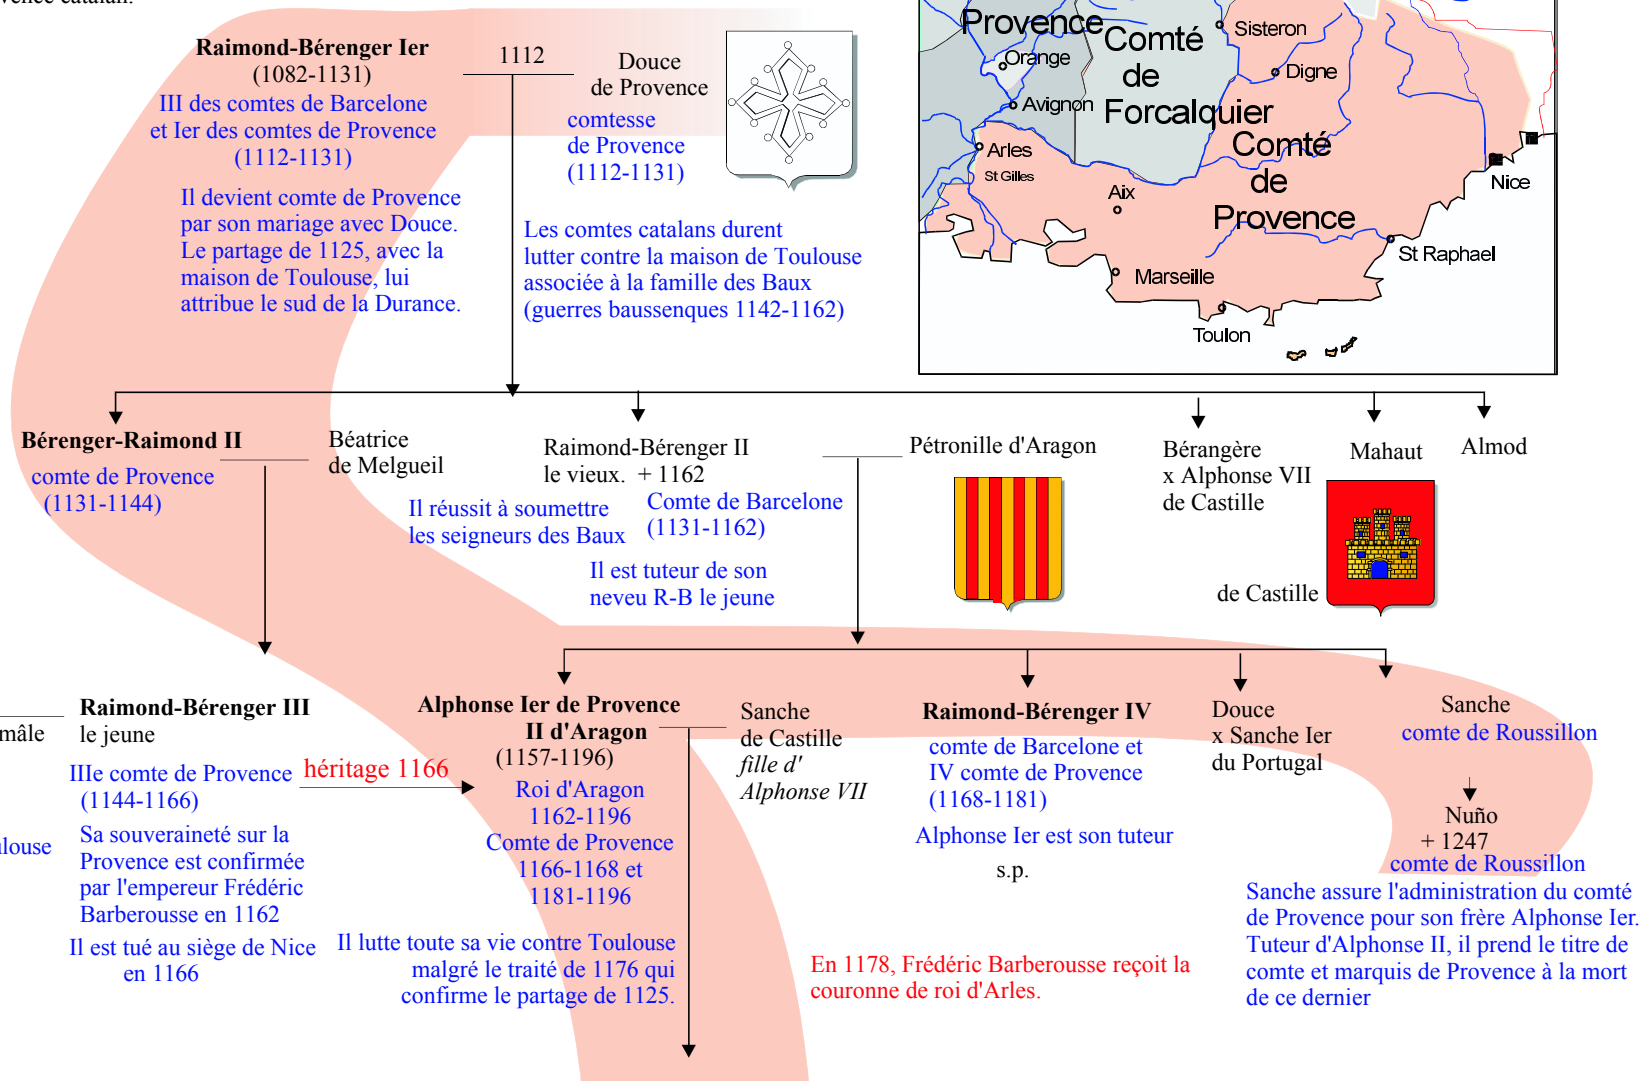 vence catalan.
Raimond-Bérenger Ier
(1082-1131)
III des comtes de Barcelone
et Ier des comtes de Provence
(1112-1131)
Il devient comte de Provence
par son mariage avec Douce.
Le partage de 1125, avec la
maison de Toulouse, lui
attribue le sud de la Durance.
1112
Douce
de Provence
comtesse
de Provence
(1112-1131)
Les comtes catalans durent
lutter contre la maison de Toulouse
associée à la famille des Baux
(guerres baussenques 1142-1162)
Provence
Comté
de
Forcalquier
Sisteron
Orange
Digne
Avignon
Comté
de
Provence
Arles
St Gilles
Aix
Nice
St Raphael
Marseille
Toulon
Bérenger-Raimond II
comte de Provence
(1131-1144)
Béatrice
de Melgueil
Raimond-Bérenger II
le vieux. + 1162
Il réussit à soumettre
les seigneurs des Baux
Comte de Barcelone
(1131-1162)
Il est tuteur de son
neveu R-B le jeune
Pétronille d'Aragon
Bérangère
x Alphonse VII
de Castille
Mahaut
Almod
de Castille
mâle
ulouse
Raimond-Bérenger III
le jeune
IIIe comte de Provence
(1144-1166)
Sa souveraineté sur la
Provence est confirmée
par l'empereur Frédéric
Barberousse en 1162
Il est tué au siège de Nice
en 1166
héritage 1166
Alphonse Ier de Provence
II d'Aragon
(1157-1196)
Roi d'Aragon
1162-1196
Comte de Provence
1166-1168 et
1181-1196
Il lutte toute sa vie contre Toulouse
malgré le traité de 1176 qui
confirme le partage de 1125.
Sanche
de Castille
fille d'
Alphonse VII
Raimond-Bérenger IV
comte de Barcelone et
IV comte de Provence
(1168-1181)
Alphonse Ier est son tuteur
s.p.
En 1178, Frédéric Barberousse reçoit la
couronne de roi d'Arles.
Douce
x Sanche Ier
du Portugal
Sanche
comte de Roussillon
Nuño
+ 1247
comte de Roussillon
Sanche assure l'administration du comté
de Provence pour son frère Alphonse Ier.
Tuteur d'Alphonse II, il prend le titre de
comte et marquis de Provence à la mort
de ce dernier